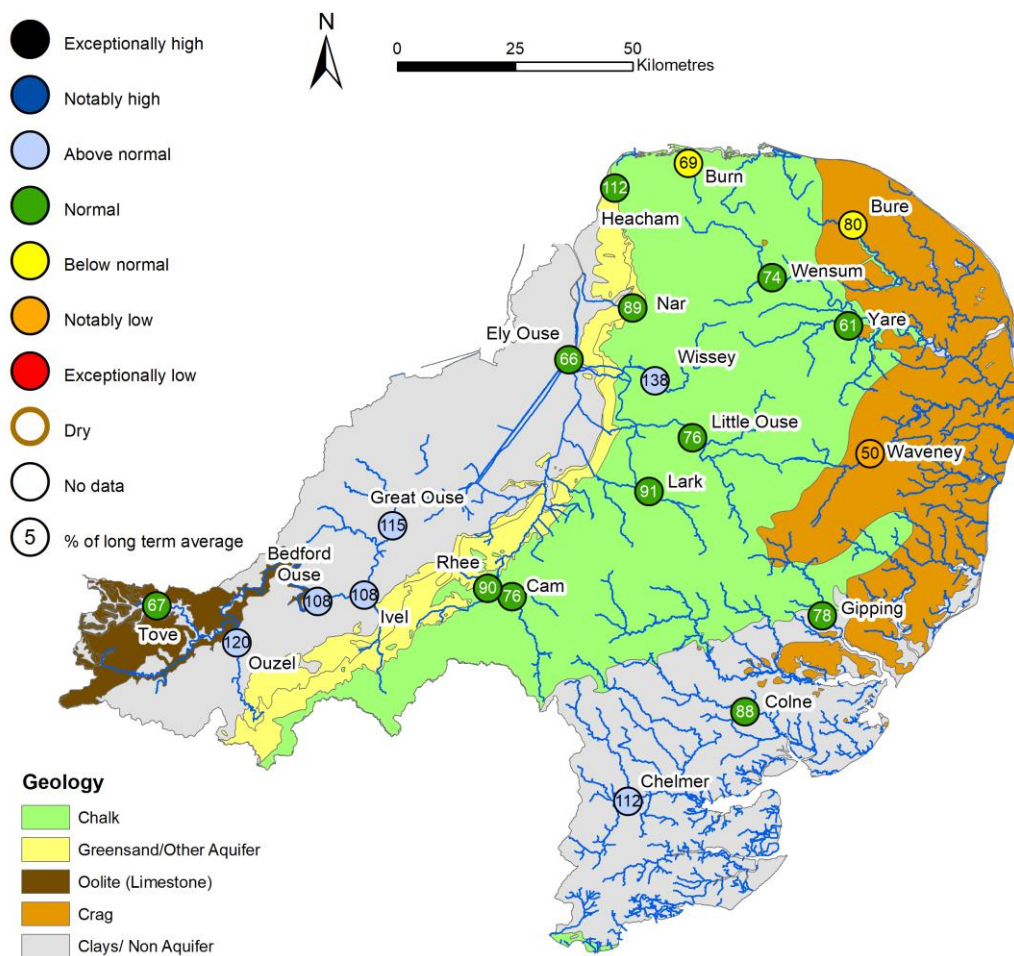 Exceptionally high
Notably high
Above normal
Normal
Below normal
Notably low
Exceptionally low
Dry
No data
5 % of long term average
N
0 25 50
Kilometres
69
Burn
112
Heacham
80
Bure
74
Wensum
89
Nar
61
Yare
Ely Ouse
66
Wissey
138
Little Ouse
76
50
Waveney
Lark
91
Great Ouse
115
Bedford
Ouse
108
108
Ivel
Rhee
90
76
Cam
67
Tove
120
Ouzel
78
Gipping
88
Colne
Chelmer
112
Geology
Chalk
Greensand/Other Aquifer
Oolite (Limestone)
Crag
Clays/ Non Aquifer